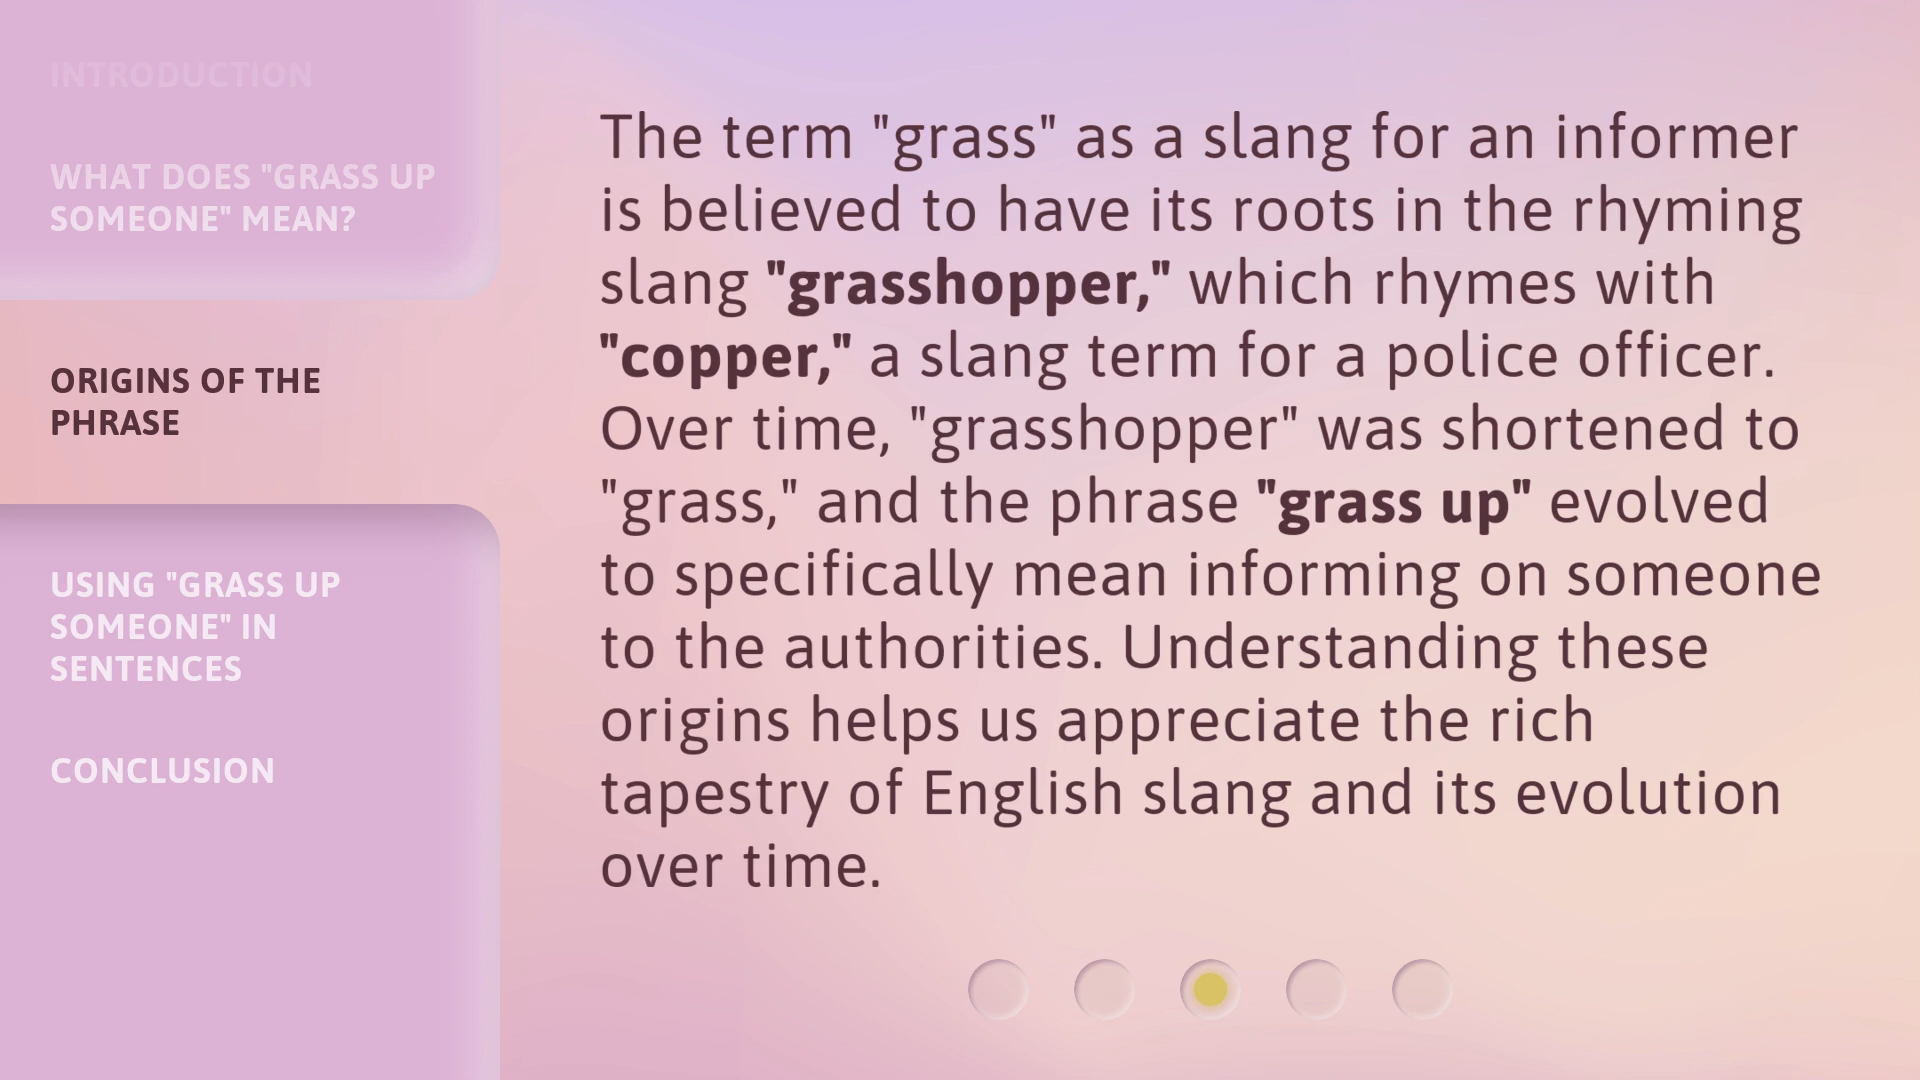 INTRODUCTION
WHAT DOES "GRASS UP
SOMEONE" MEAN?
ORIGINS OF THE
PHRASE
USING "GRASS UP
SOMEONE" IN
SENTENCES
CONCLUSION
The term "grass" as a slang for an informer
is believed to have its roots in the rhyming
slang "grasshopper," which rhymes with
"copper," a slang term for a police officer.
Over time, "grasshopper" was shortened to
"grass," and the phrase "grass up" evolved
to specifically mean informing on someone
to the authorities. Understanding these
origins helps us appreciate the rich
tapestry of English slang and its evolution
over time.